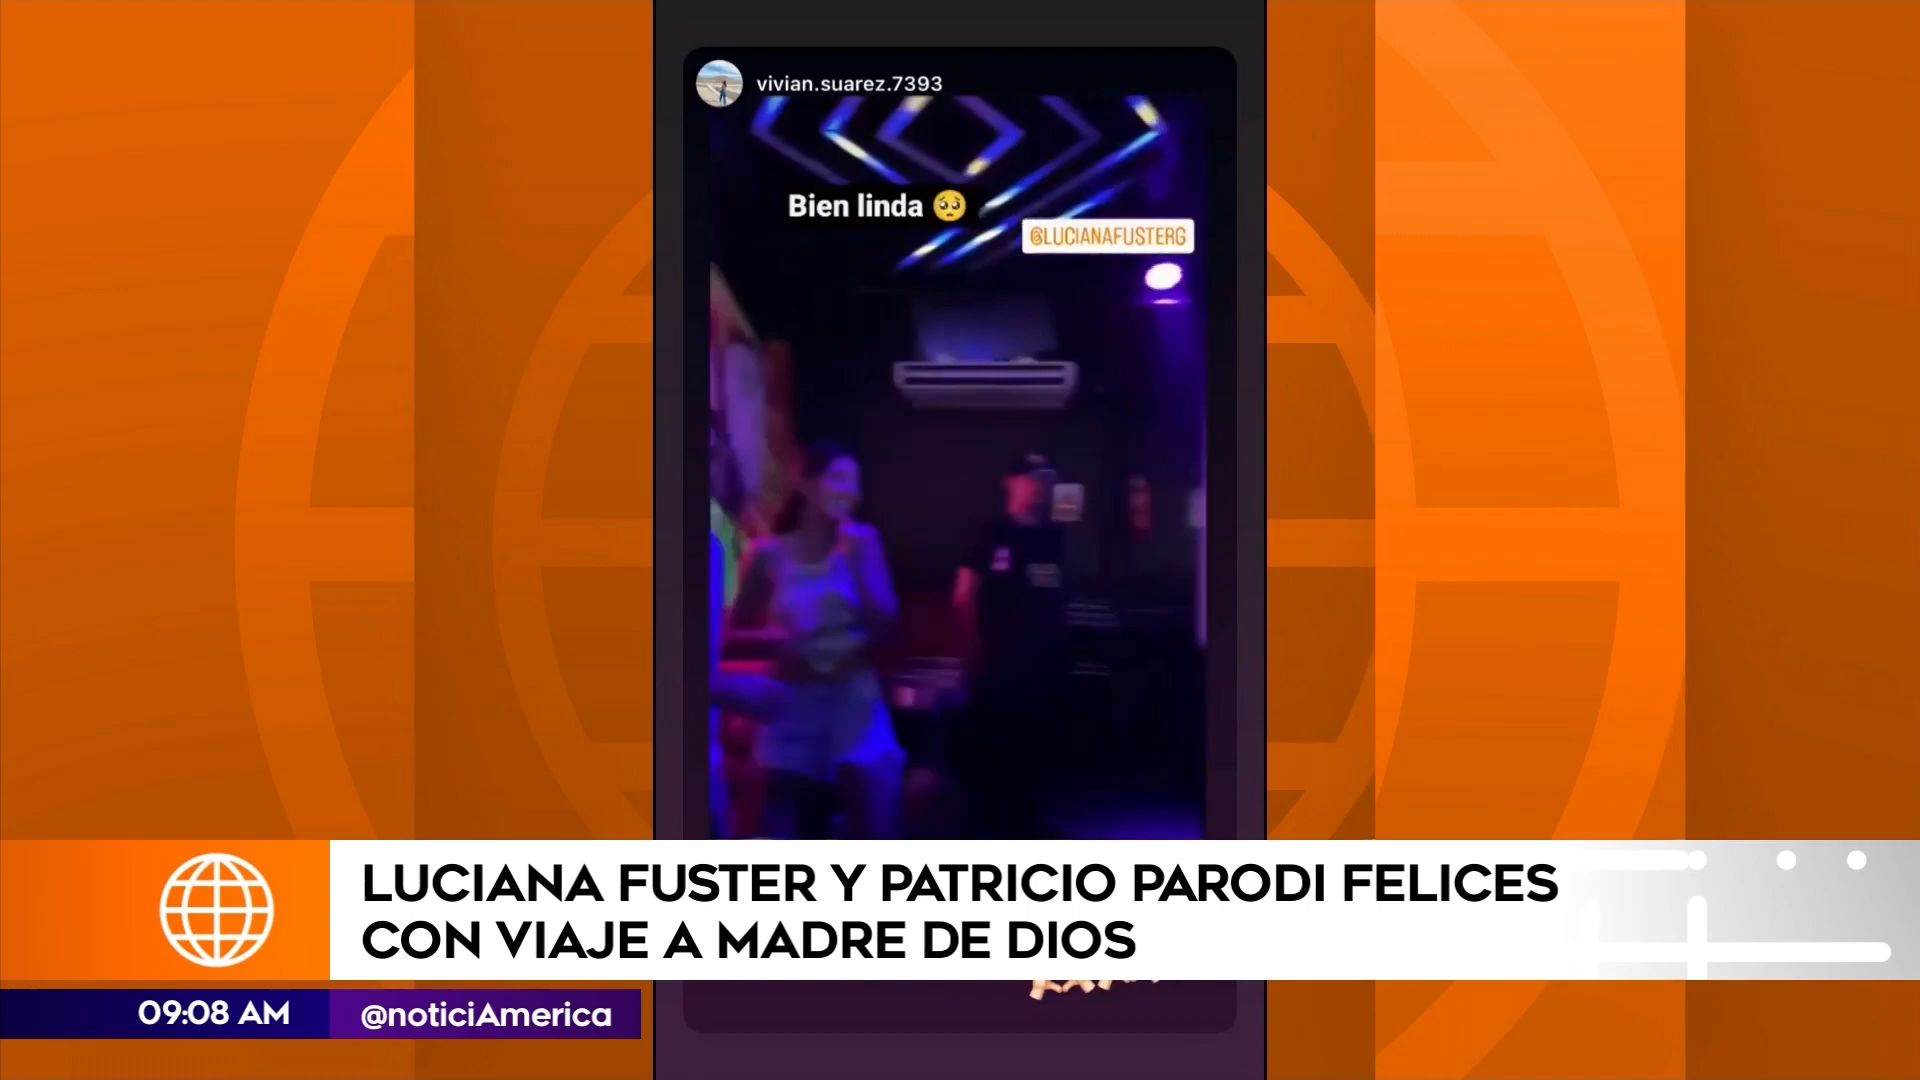 vivian.suarez.7393
Bien linda 🥺
@LUCIANAFUSTERG
LUCIANA FUSTER Y PATRICIO PARODI FELICES
CON VIAJE A MADRE DE DIOS
09:08 AM
@noticiAmerica